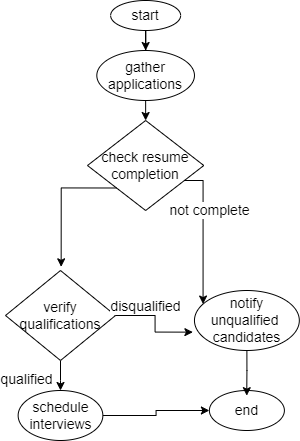 start
gather
applications
check resume
completion
not complete
verify
qualifications
disqualified
notify
unqualified
candidates
qualified
schedule
interviews
end